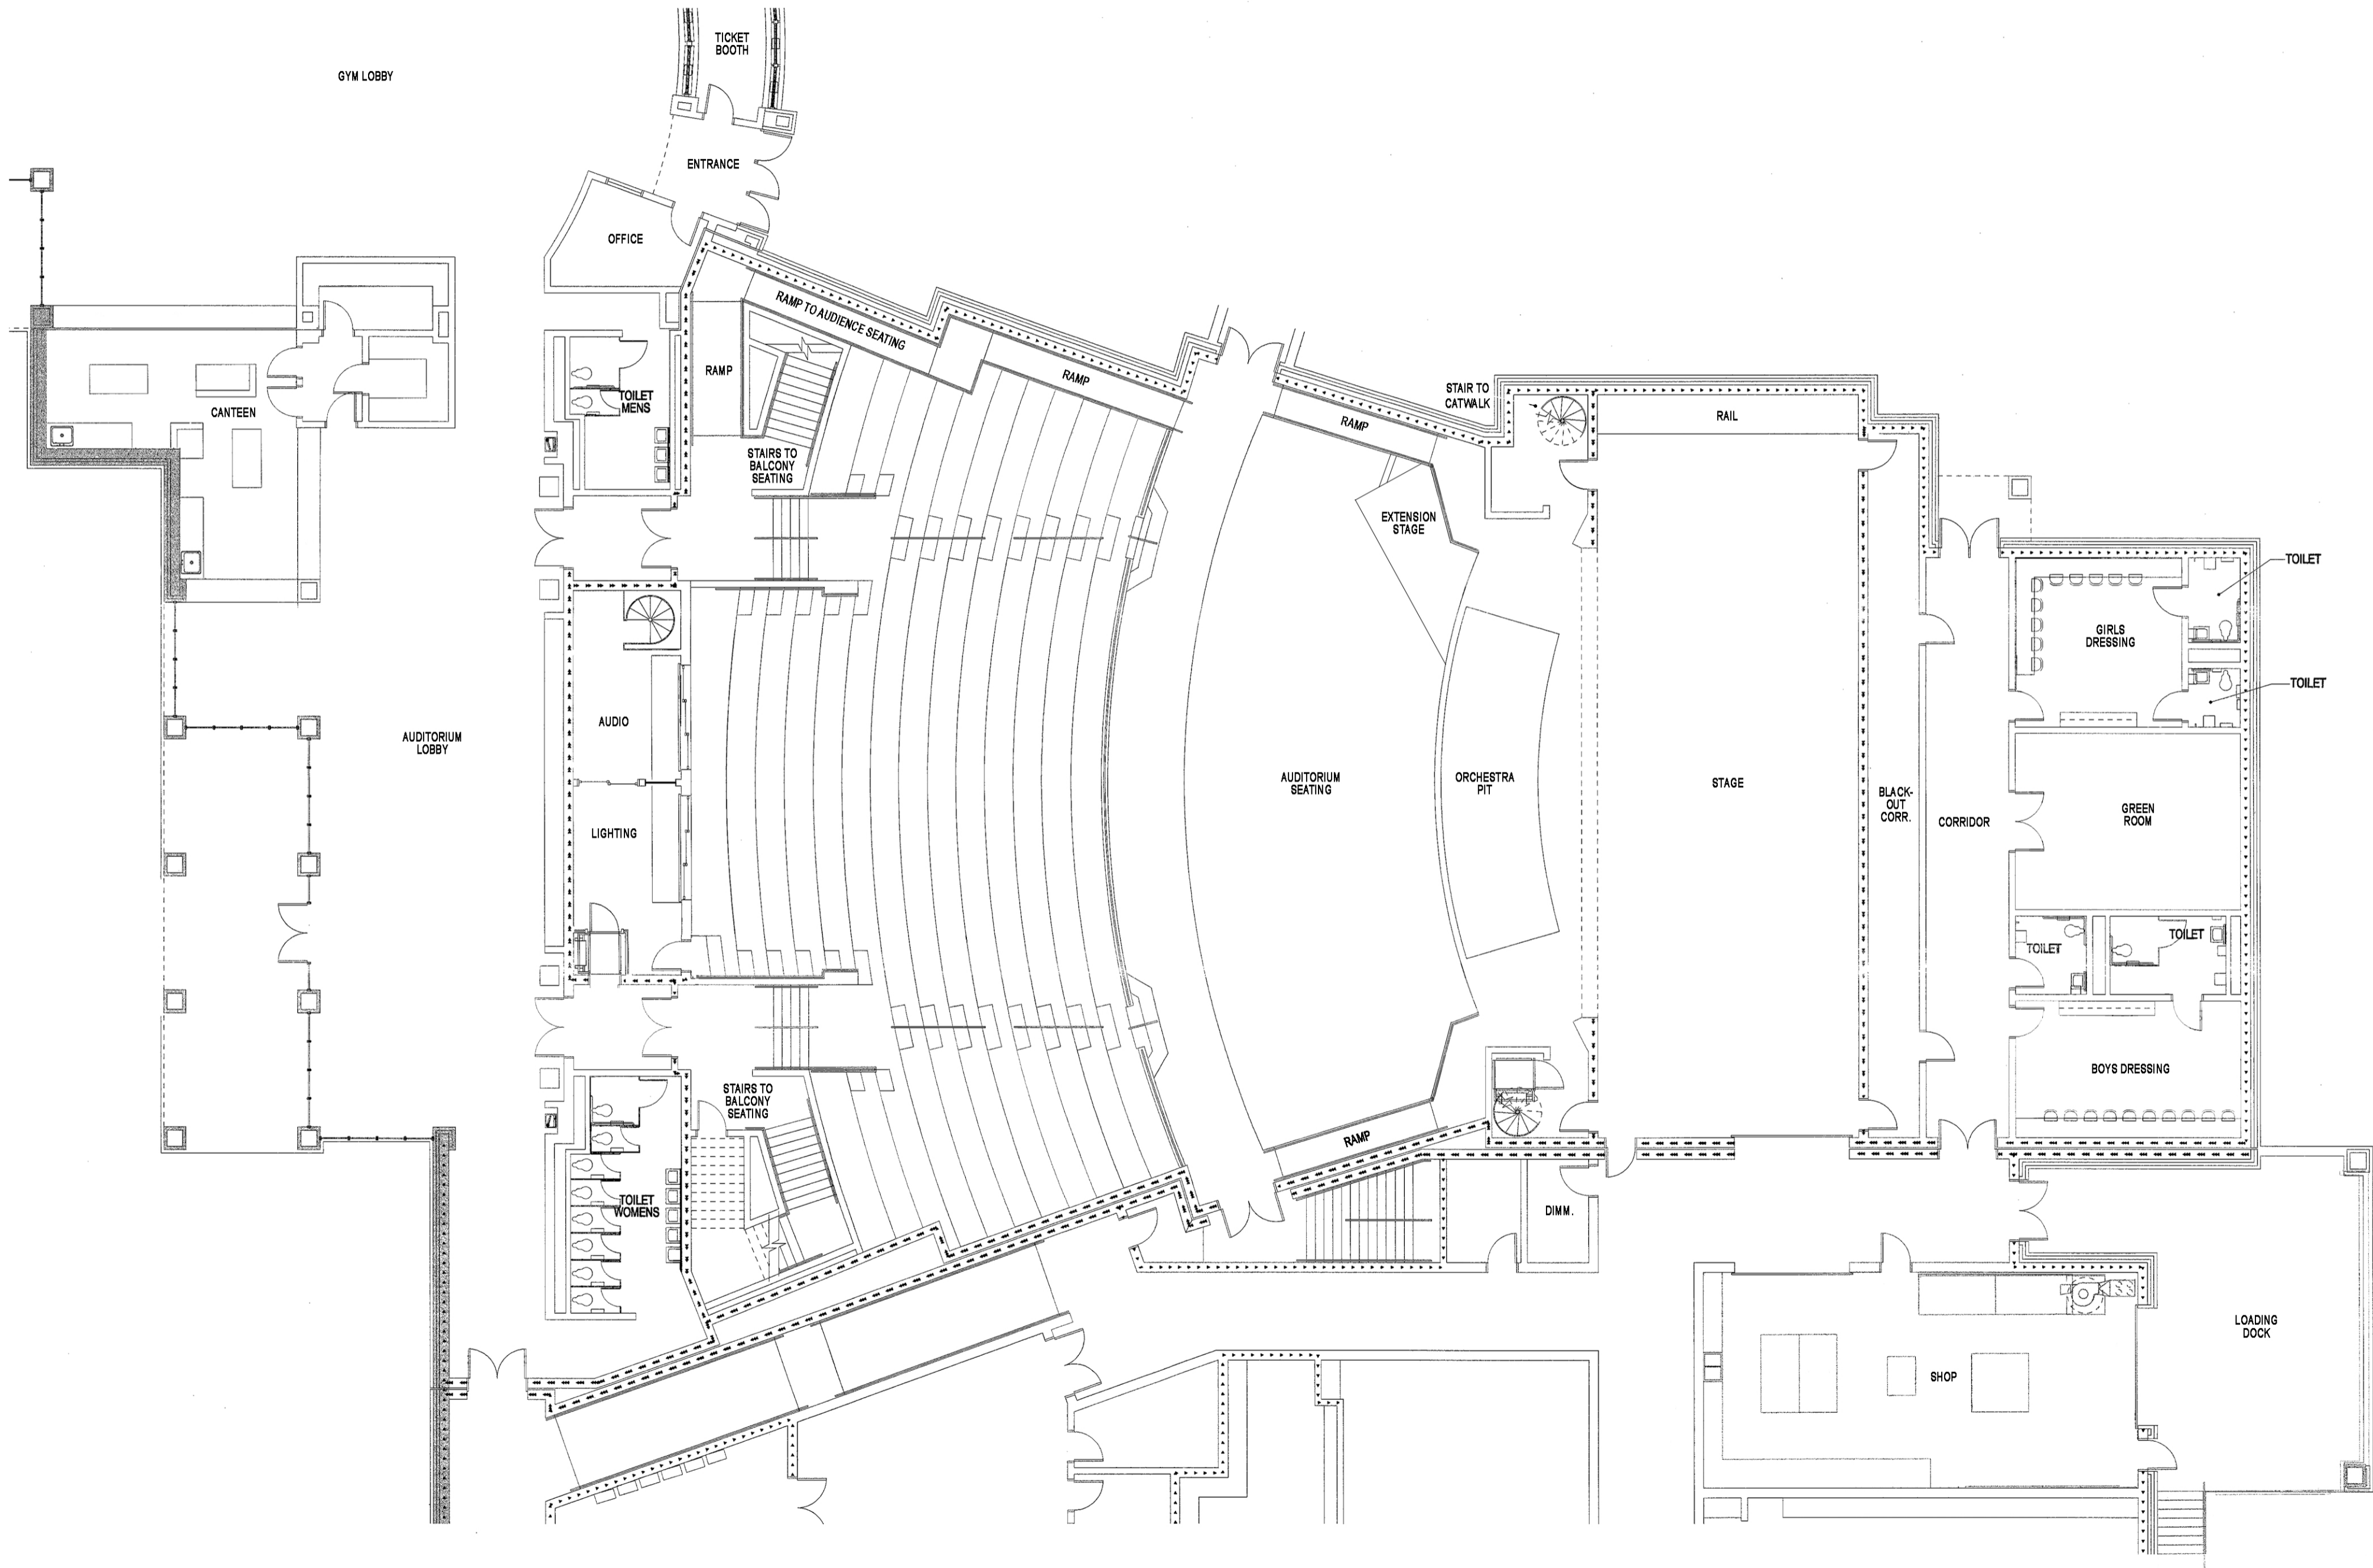 TICKET
BOOTH
GYM LOBBY
ENTRANCE
OFFICE
RAMP TO AUDIENCE SEATING
RAMP
RAMP
TOILET
MENS
CANTEEN
STAIRS TO
BALCONY
SEATING
STAIR TO
CATWALK
RAMP
RAIL
EXTENSION
STAGE
TOILET
GIRLS
DRESSING
TOILET
AUDIO
AUDITORIUM
LOBBY
AUDITORIUM
SEATING
ORCHESTRA
PIT
STAGE
BLACK-
OUT
CORR.
CORRIDOR
GREEN
ROOM
LIGHTING
TOILET
TOILET
BOYS DRESSING
STAIRS TO
BALCONY
SEATING
RAMP
TOILET
WOMENS
DIMM.
LOADING
DOCK
SHOP